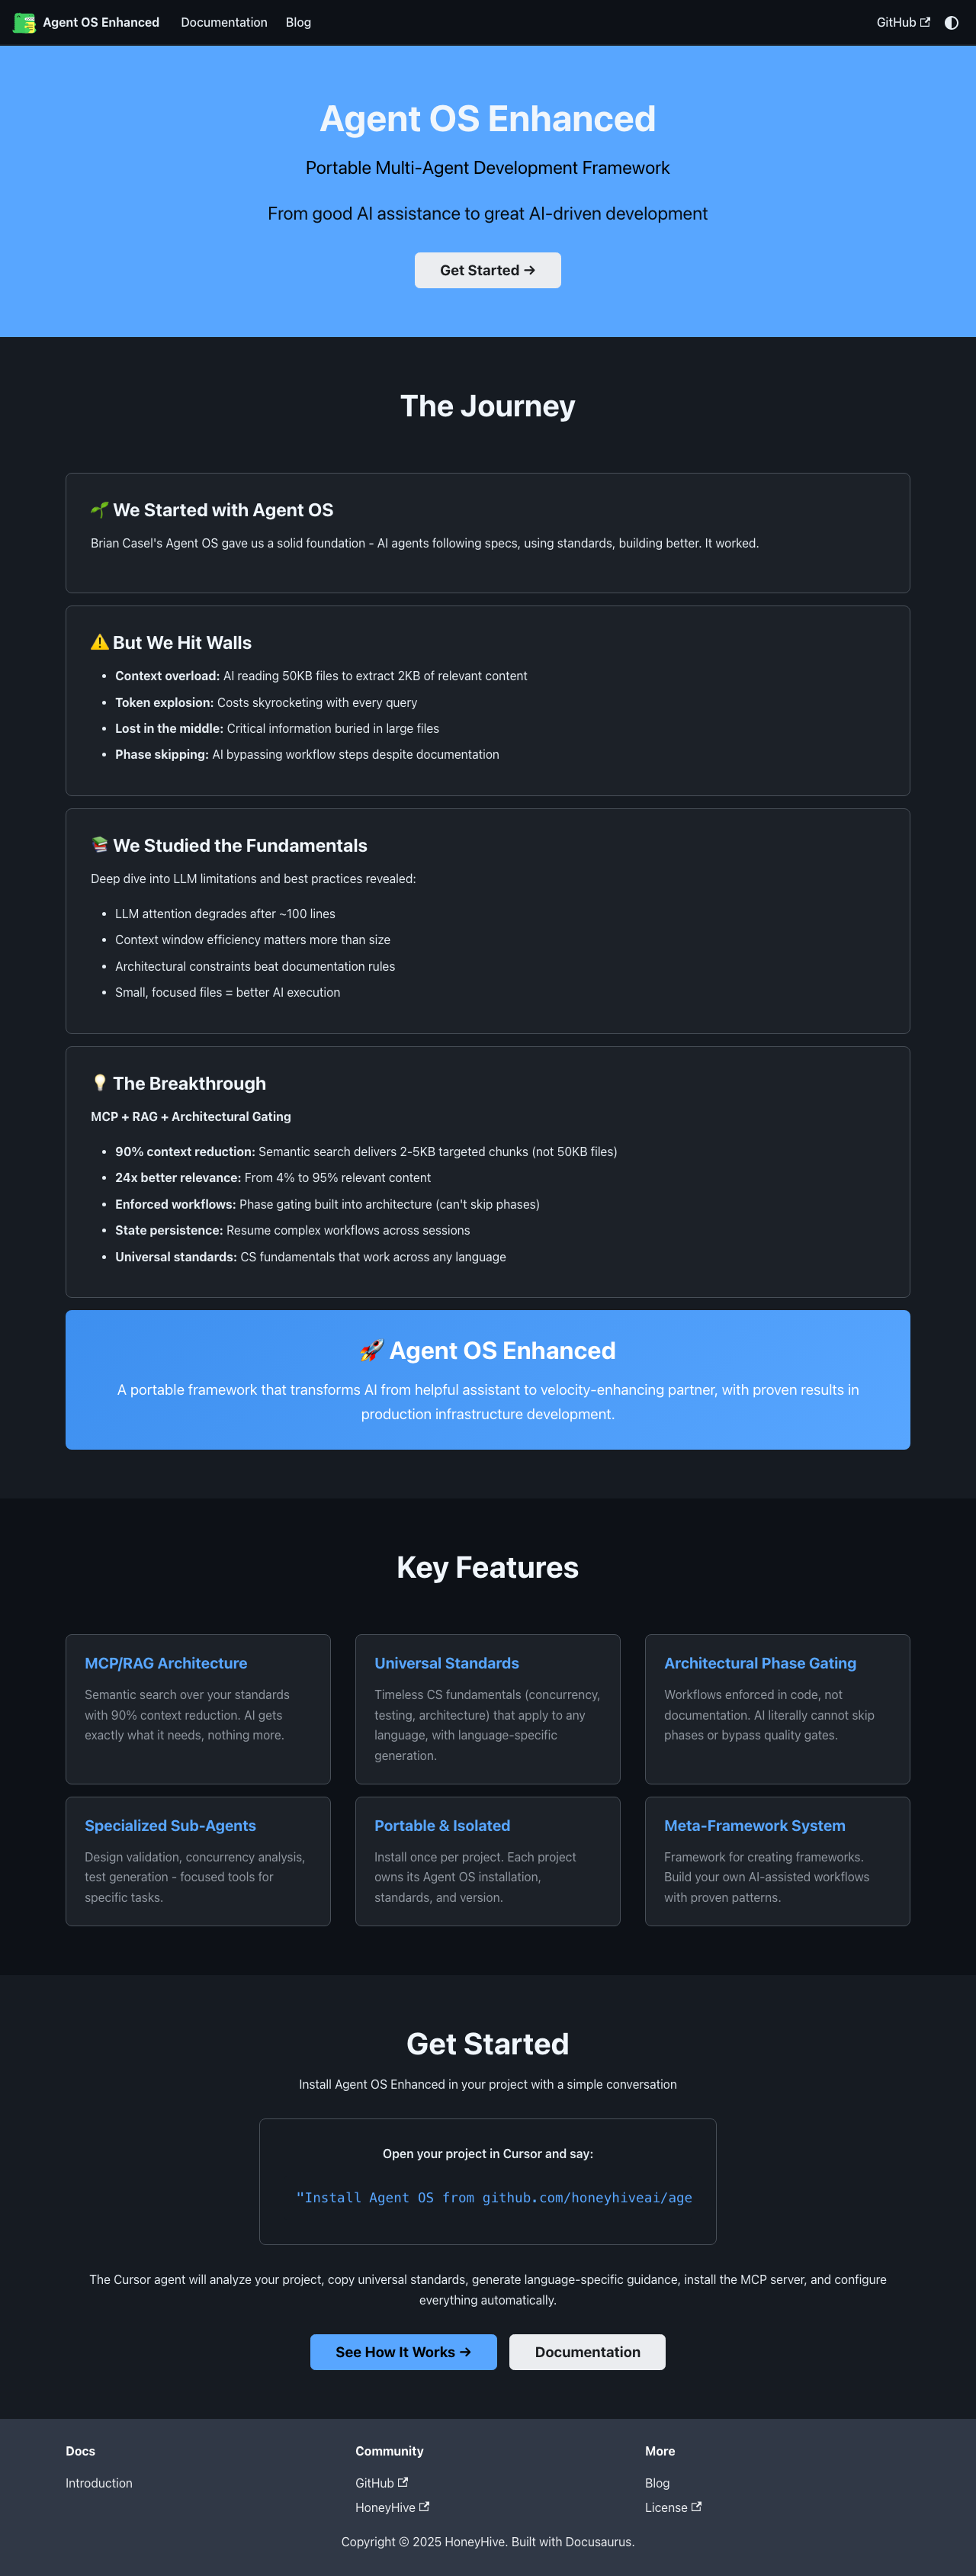 Agent OS Enhanced
Documentation
Blog
GitHub
Agent OS Enhanced
Portable Multi-Agent Development Framework
From good AI assistance to great AI-driven development
Get Started →
The Journey
🌱 We Started with Agent OS
Brian Casel's Agent OS gave us a solid foundation - AI agents following specs, using standards, building better. It worked.
⚠️ But We Hit Walls
• Context overload: AI reading 50KB files to extract 2KB of relevant content
• Token explosion: Costs skyrocketing with every query
• Lost in the middle: Critical information buried in large files
• Phase skipping: AI bypassing workflow steps despite documentation
📚 We Studied the Fundamentals
Deep dive into LLM limitations and best practices revealed:
• LLM attention degrades after ~100 lines
• Context window efficiency matters more than size
• Architectural constraints beat documentation rules
• Small, focused files = better AI execution
💡 The Breakthrough
MCP + RAG + Architectural Gating
• 90% context reduction: Semantic search delivers 2-5KB targeted chunks (not 50KB files)
• 24x better relevance: From 4% to 95% relevant content
• Enforced workflows: Phase gating built into architecture (can't skip phases)
• State persistence: Resume complex workflows across sessions
• Universal standards: CS fundamentals that work across any language
🚀 Agent OS Enhanced
A portable framework that transforms AI from helpful assistant to velocity-enhancing partner, with proven results in
production infrastructure development.
Key Features
MCP/RAG Architecture
Semantic search over your standards
with 90% context reduction. AI gets
exactly what it needs, nothing more.
Universal Standards
Timeless CS fundamentals (concurrency,
testing, architecture) that apply to any
language, with language-specific
generation.
Architectural Phase Gating
Workflows enforced in code, not
documentation. AI literally cannot skip
phases or bypass quality gates.
Specialized Sub-Agents
Design validation, concurrency analysis,
test generation - focused tools for
specific tasks.
Portable & Isolated
Install once per project. Each project
owns its Agent OS installation,
standards, and version.
Meta-Framework System
Framework for creating frameworks.
Build your own AI-assisted workflows
with proven patterns.
Get Started
Install Agent OS Enhanced in your project with a simple conversation
Open your project in Cursor and say:
"Install Agent OS from github.com/honeyhiveai/age
The Cursor agent will analyze your project, copy universal standards, generate language-specific guidance, install the MCP server, and configure
everything automatically.
See How It Works →
Documentation
Docs
Introduction
Community
GitHub
HoneyHive
More
Blog
License
Copyright © 2025 HoneyHive. Built with Docusaurus.